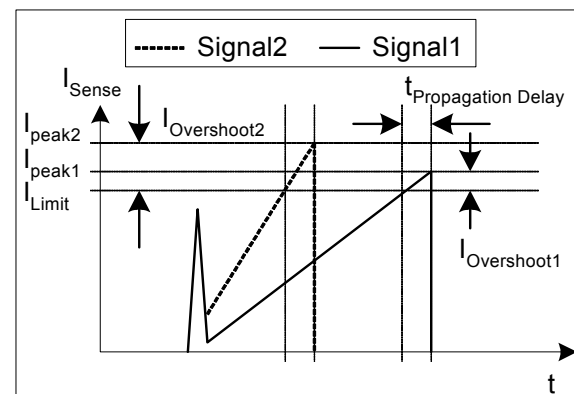 Signal2 Signal1
I_Sense
t_Propagation Delay
I_peak2 I_Overshoot2
I_peak1
I_Limit
I_Overshoot1
t